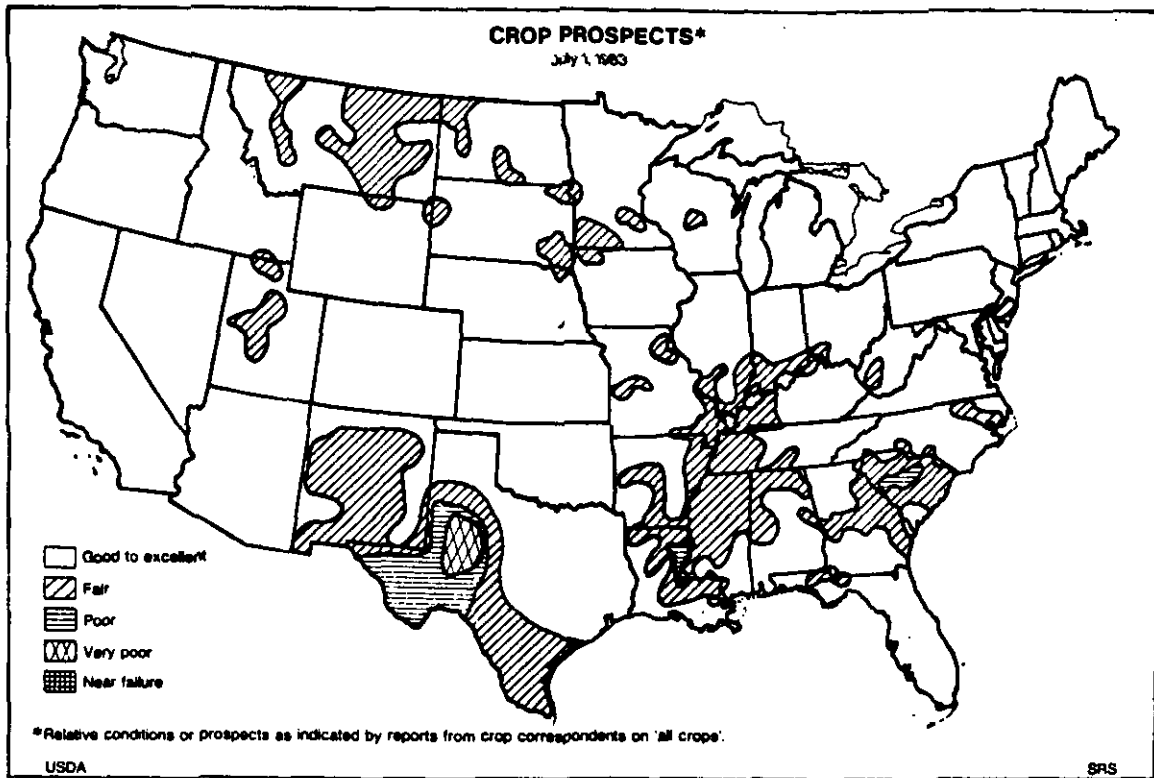 CROP PROSPECTS*
July 1, 1983
Good to excellent
Fair
Poor
Very poor
Near failure
*Relative conditions or prospects as indicated by reports from crop correspondents on 'all crops'.
USDA SRS